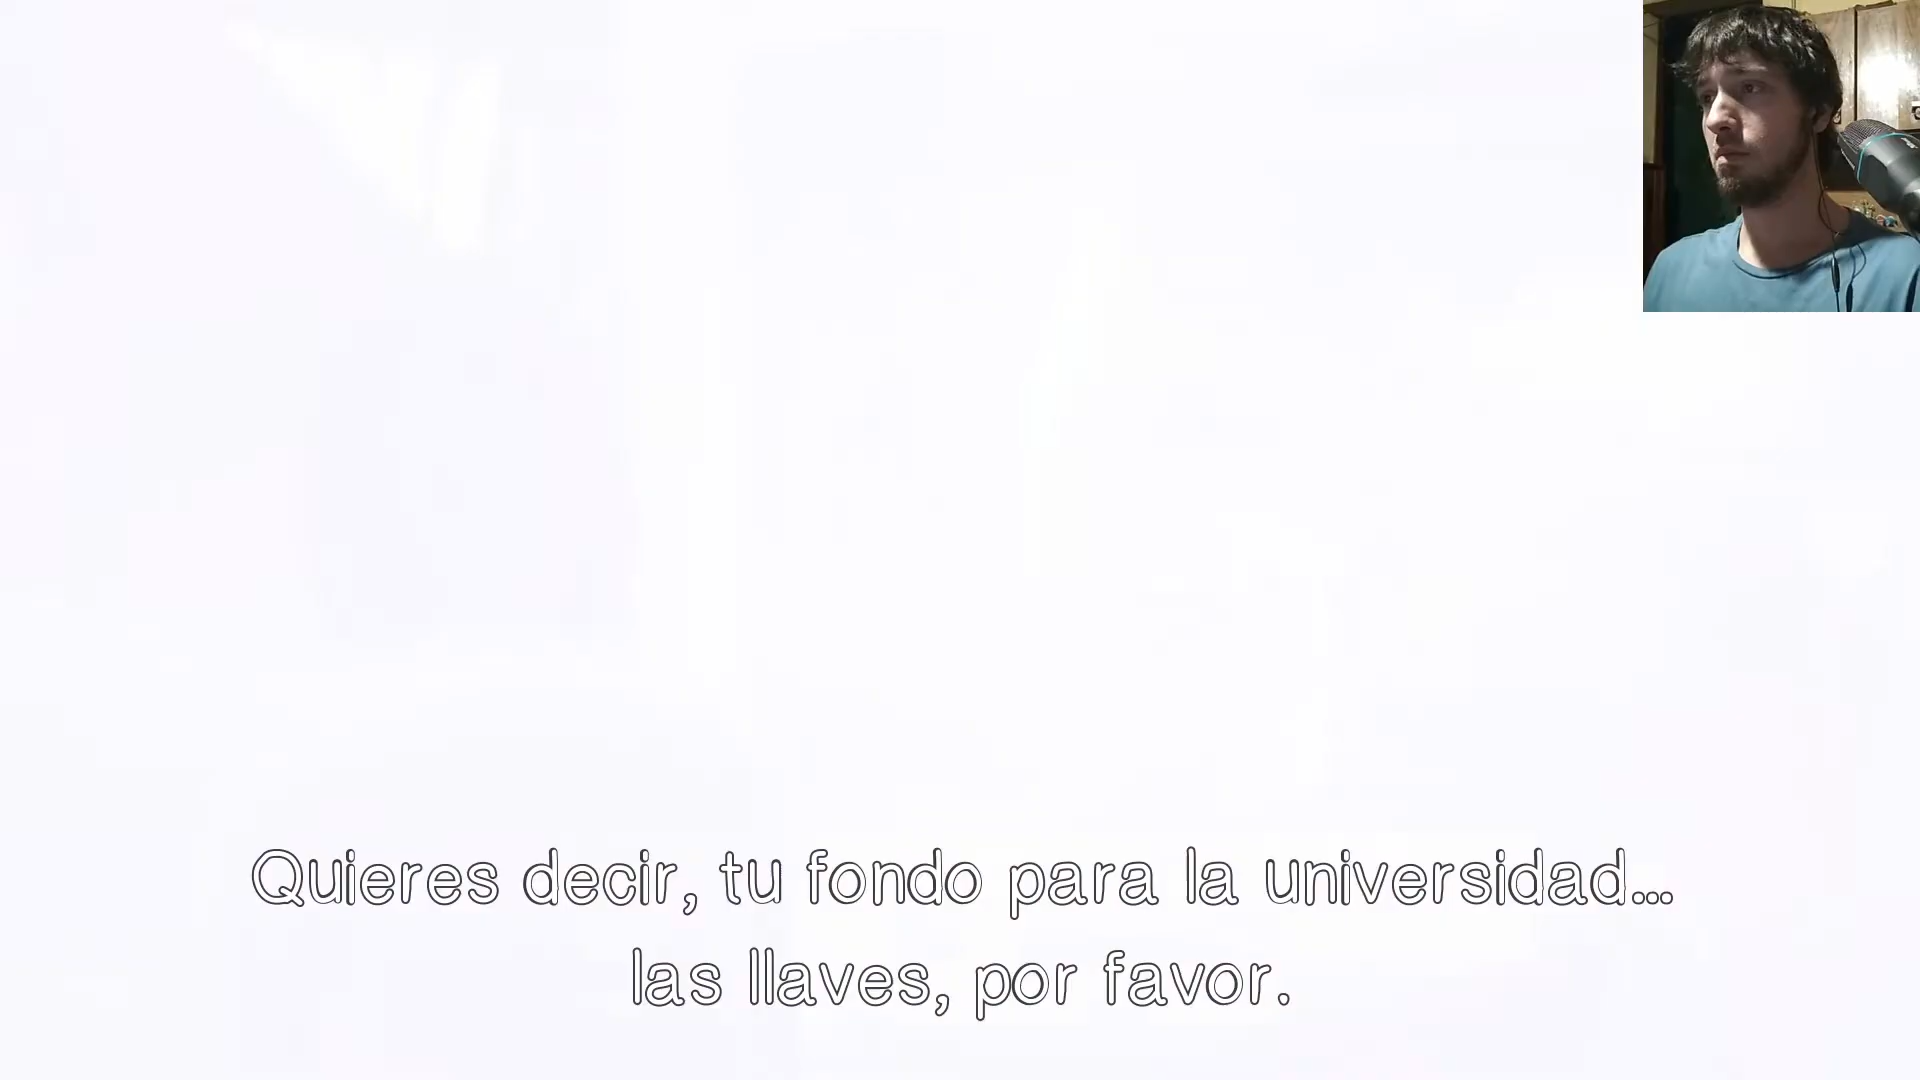 Quieres decir, tu fondo para la universidad...
las llaves, por favor.